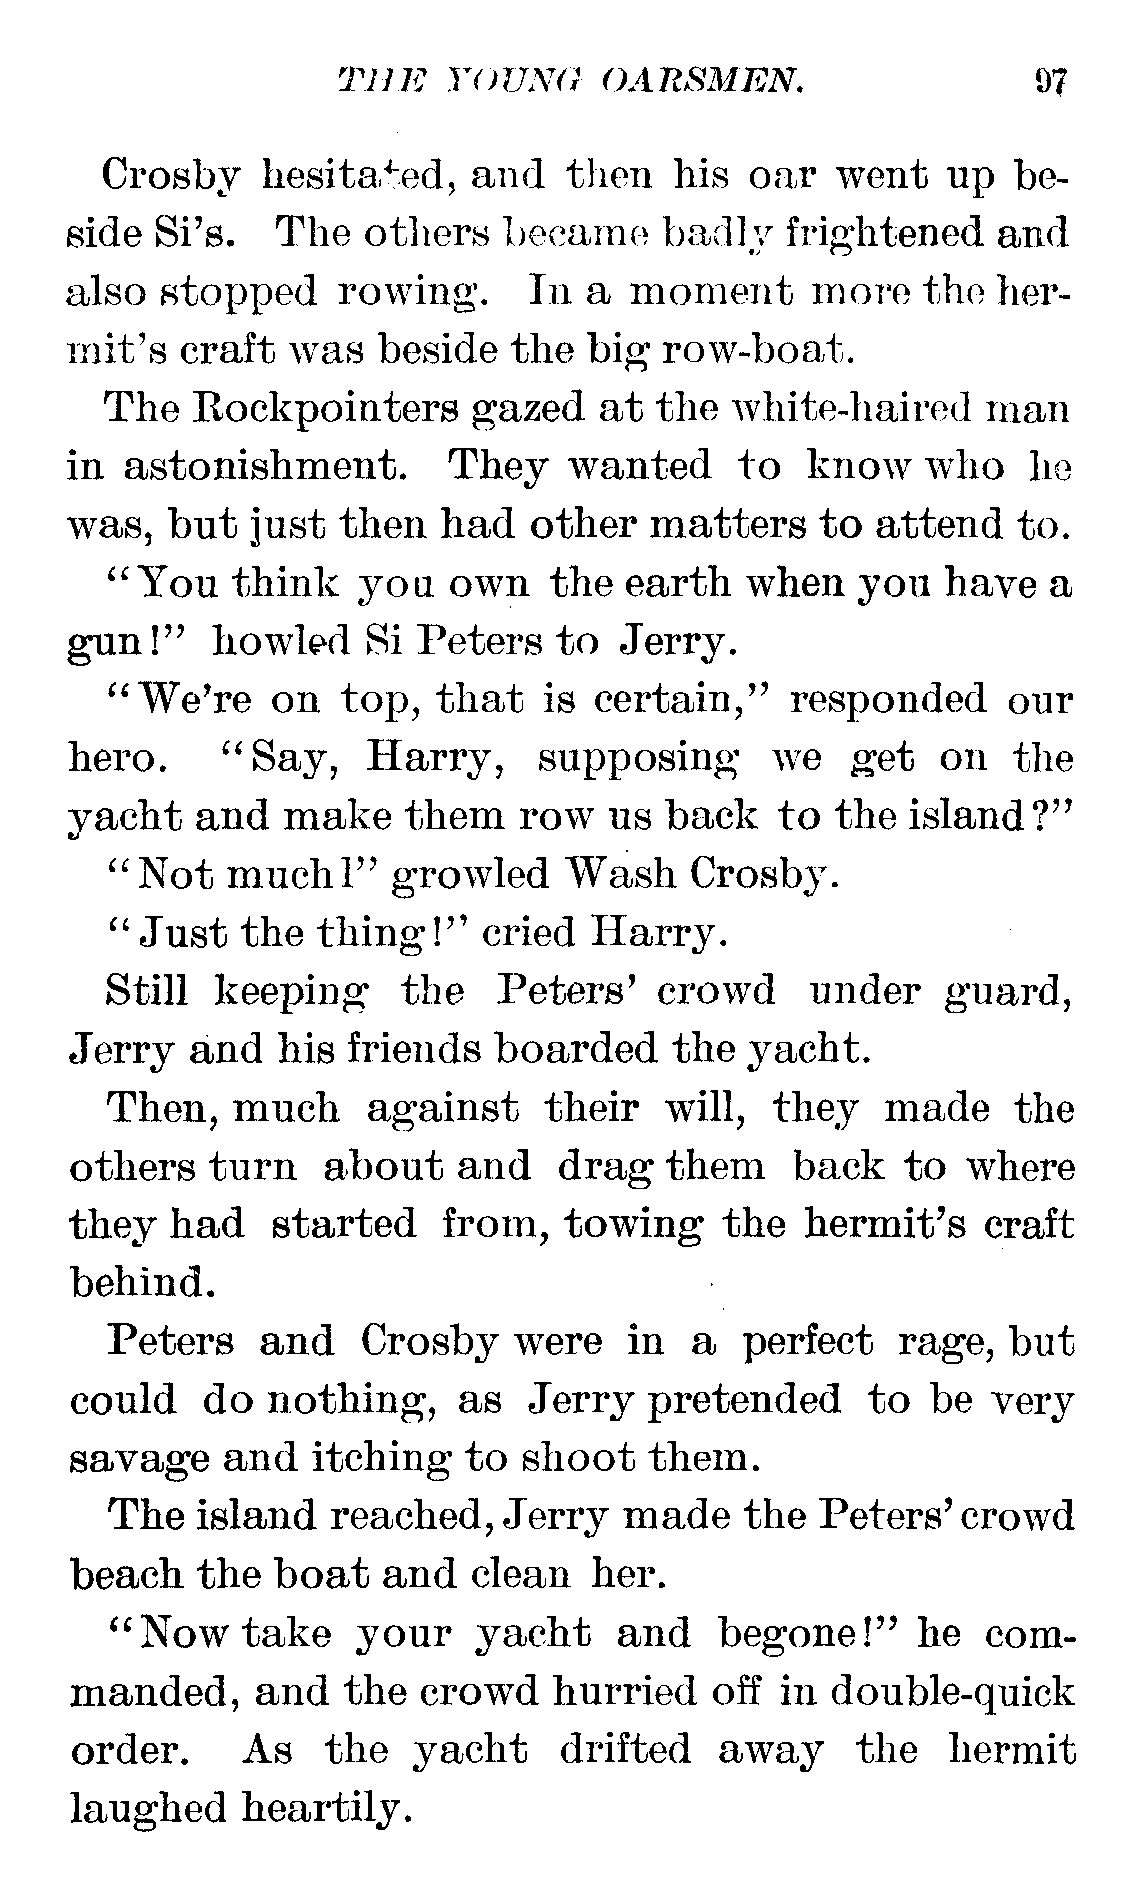 THE YOUNG OARSMEN. 97
Crosby hesitated, and then his oar went up be-
side Si's. The others became badly frightened and
also stopped rowing. In a moment more the her-
mit's craft was beside the big row-boat.
The Rockpointers gazed at the white-haired man
in astonishment. They wanted to know who he
was, but just then had other matters to attend to.
"You think you own the earth when you have a
gun!" howled Si Peters to Jerry.
"We're on top, that is certain," responded our
hero. "Say, Harry, supposing we get on the
yacht and make them row us back to the island?"
"Not much!" growled Wash Crosby.
"Just the thing!" cried Harry.
Still keeping the Peters' crowd under guard,
Jerry and his friends boarded the yacht.
Then, much against their will, they made the
others turn about and drag them back to where
they had started from, towing the hermit's craft
behind.
Peters and Crosby were in a perfect rage, but
could do nothing, as Jerry pretended to be very
savage and itching to shoot them.
The island reached, Jerry made the Peters' crowd
beach the boat and clean her.
"Now take your yacht and begone!" he com-
manded, and the crowd hurried off in double-quick
order. As the yacht drifted away the hermit
laughed heartily.